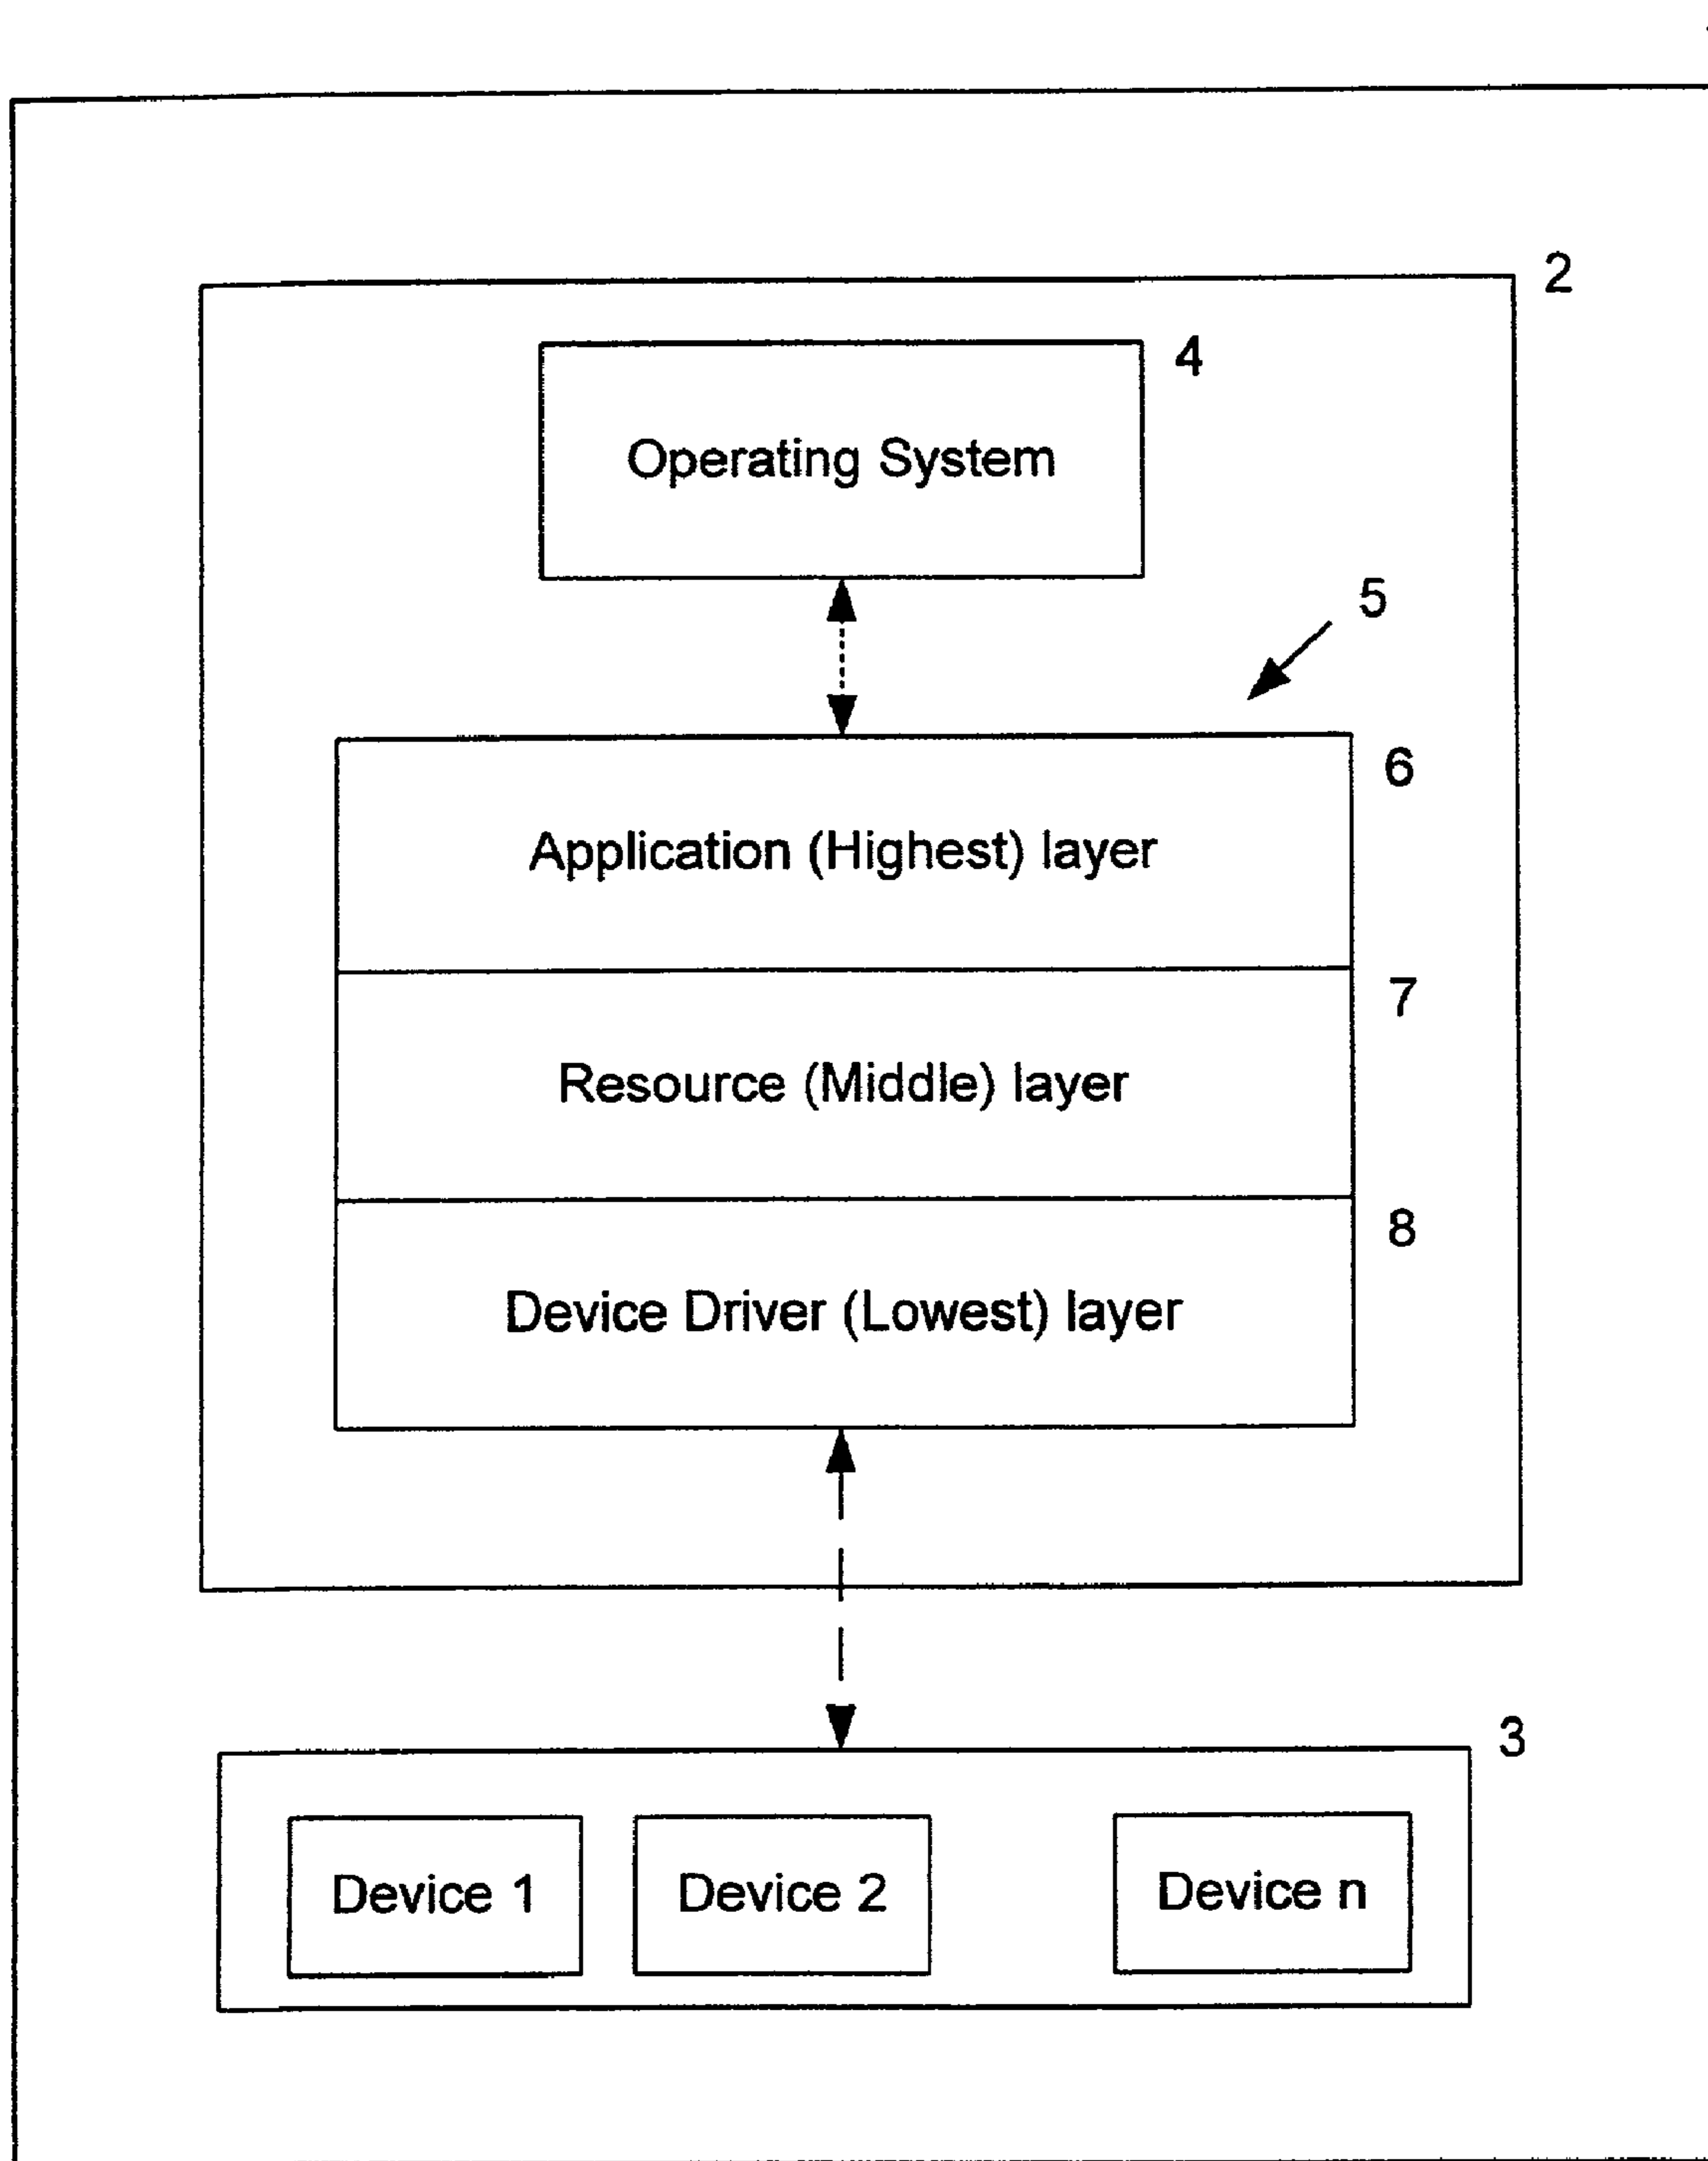 2
4
Operating System
5
6
Application (Highest) layer
7
Resource (Middle) layer
8
Device Driver (Lowest) layer
3
Device 1
Device 2
Device n